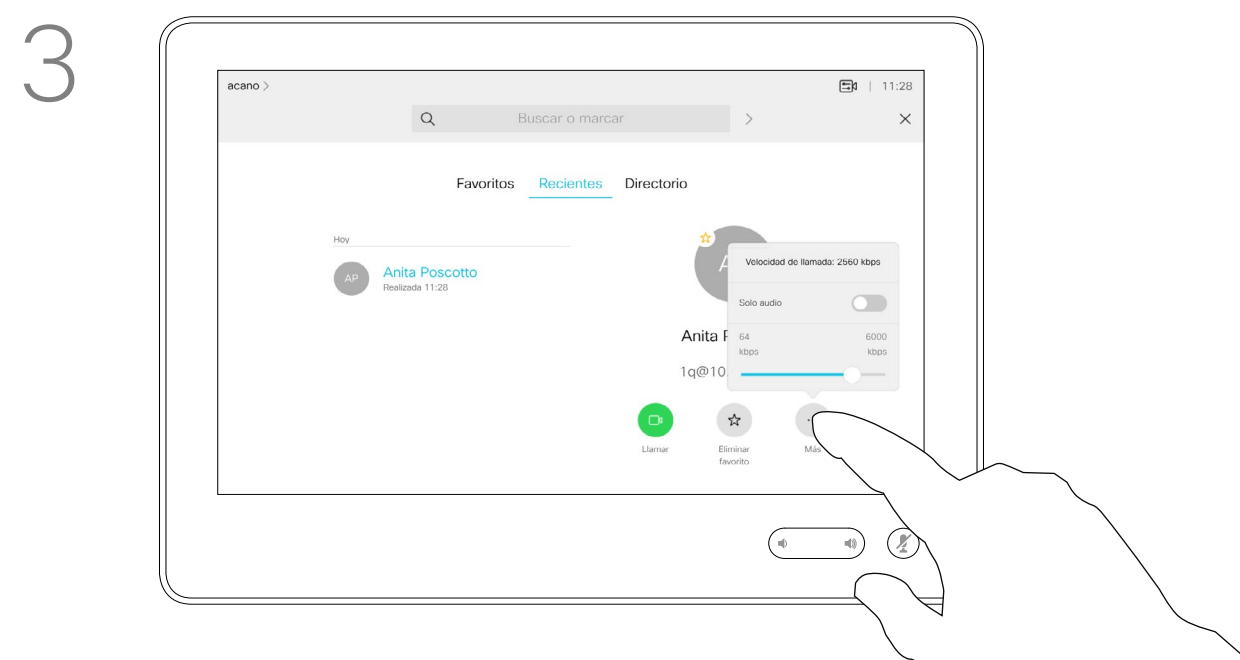 3
acano >
11:28
Buscar o marcar
Favoritos Recientes Directorio
Hoy
AP
Anita Poscotto
Realizada 11:28
Velocidad de llamada: 2560 kbps
Solo audio
64 kbps
6000 kbps
Anita
1q@10
Llamar
Eliminar
favorito
Más